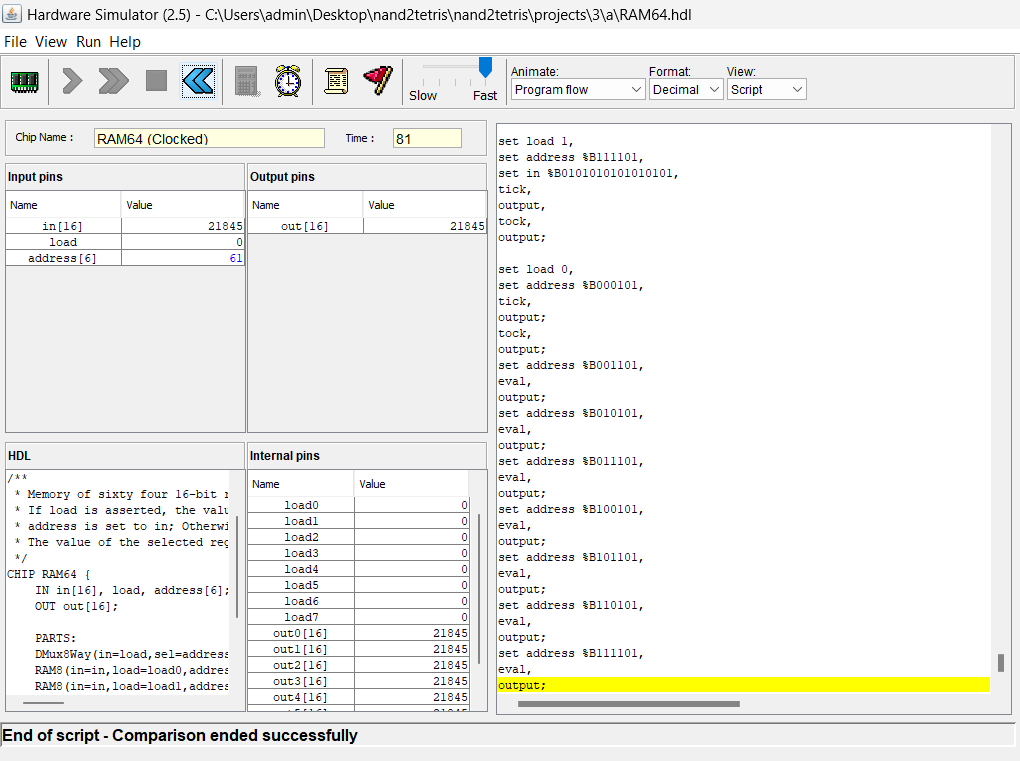 Hardware Simulator (2.5) - C:\Users\admin\Desktop\nand2tetris\nand2tetris\projects\3\a\RAM64.hdl
File View Run Help
Slow Fast
Animate: Format: View:
Program flow Decimal Script
Chip Name : RAM64 (Clocked) Time : 81
Input pins
Name Value
in[16] 21845
load 0
address[6] 61
Output pins
Name Value
out[16] 21845
HDL
/**
* Memory of sixty four 16-bit r
* If load is asserted, the valu
* address is set to in; Otherwi
* The value of the selected reg
*/
CHIP RAM64 {
IN in[16], load, address[6];
OUT out[16];
PARTS:
DMux8Way(in=load,sel=address
RAM8(in=in,load=load0,addres
RAM8(in=in,load=load1,addres
Internal pins
Name Value
load0 0
load1 0
load2 0
load3 0
load4 0
load5 0
load6 0
load7 0
out0[16] 21845
out1[16] 21845
out2[16] 21845
out3[16] 21845
out4[16] 21845
set load 1,
set address %B111101,
set in %B0101010101010101,
tick,
output,
tock,
output;
set load 0,
set address %B000101,
tick,
output;
tock,
output;
set address %B001101,
eval,
output;
set address %B010101,
eval,
output;
set address %B011101,
eval,
output;
set address %B100101,
eval,
output;
set address %B101101,
eval,
output;
set address %B110101,
eval,
output;
set address %B111101,
eval,
output;
End of script - Comparison ended successfully